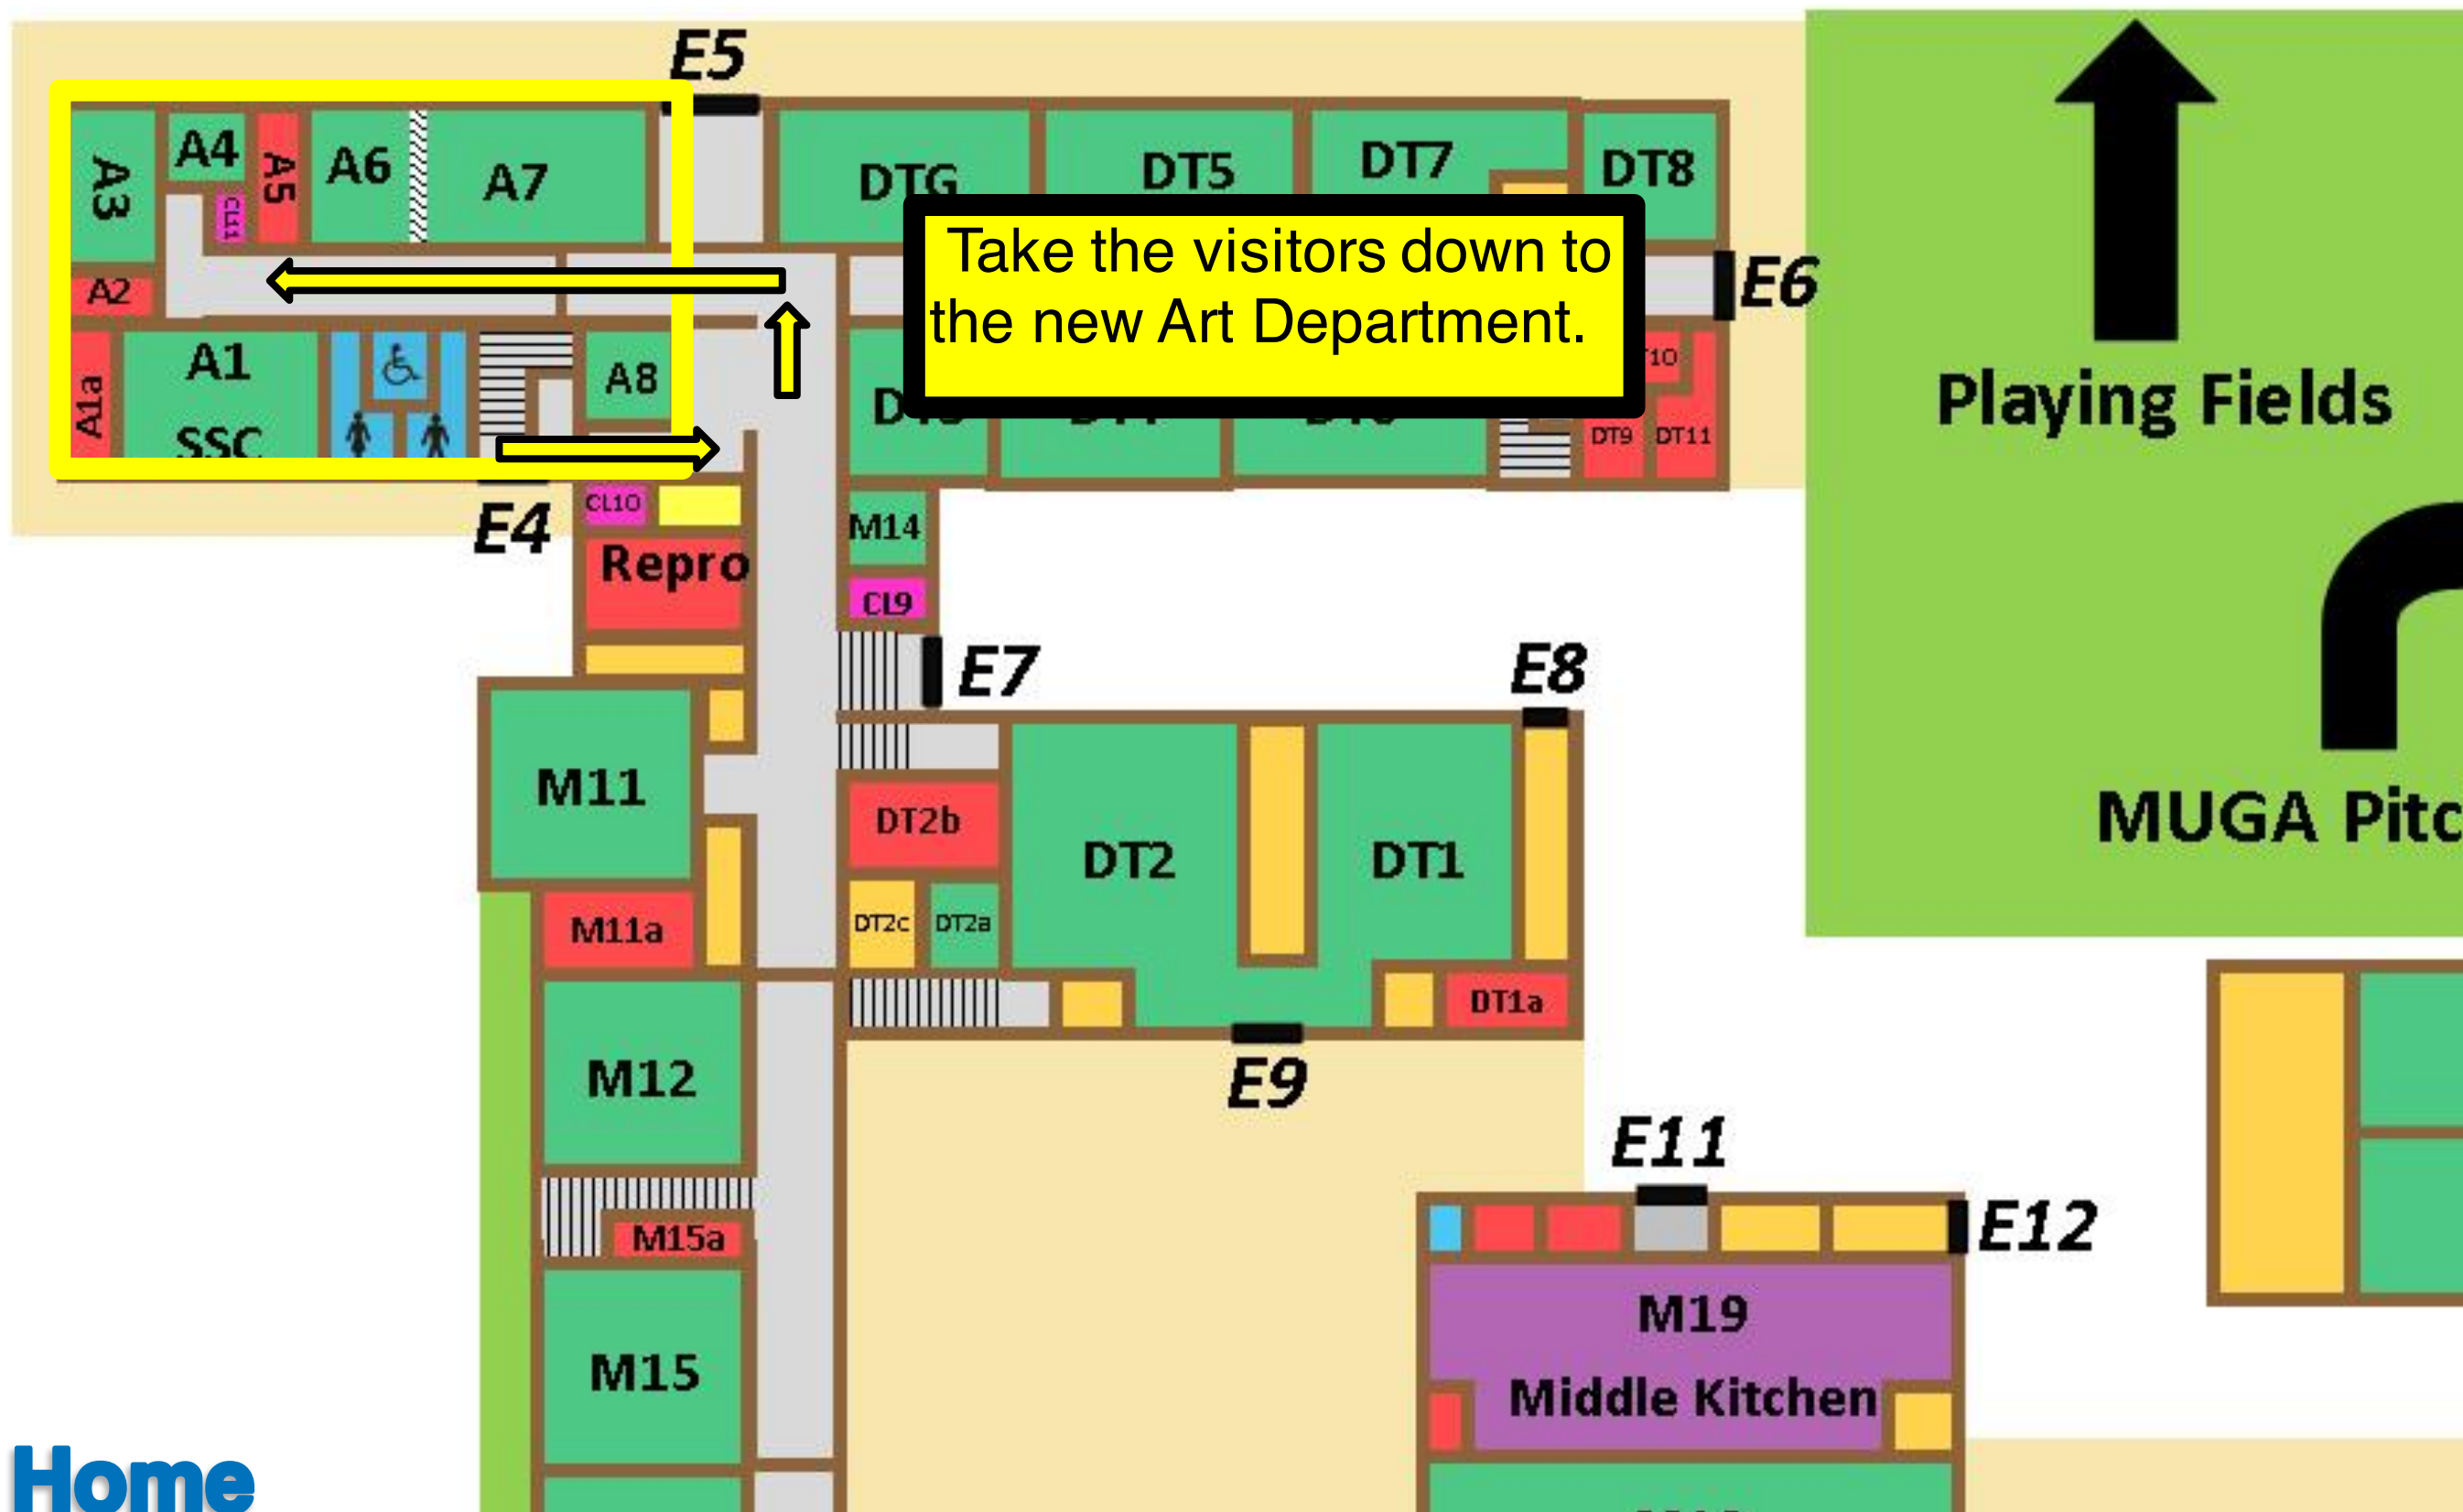 E5
A3
A4
CL11
A5
A6
A7
DTG
DT5
DT7
DT8
Take the visitors down to
the new Art Department.
A2
E6
A1a
A1
SSC
A8
DT9
DT11
Playing Fields
E4
CL10
Repro
M14
CL9
E7
E8
M11
DT2b
DT2
DT1
MUGA Pitc
M11a
DT2c
DT2a
DT1a
M12
E9
E11
M15a
E12
M15
M19
Middle Kitchen
Home